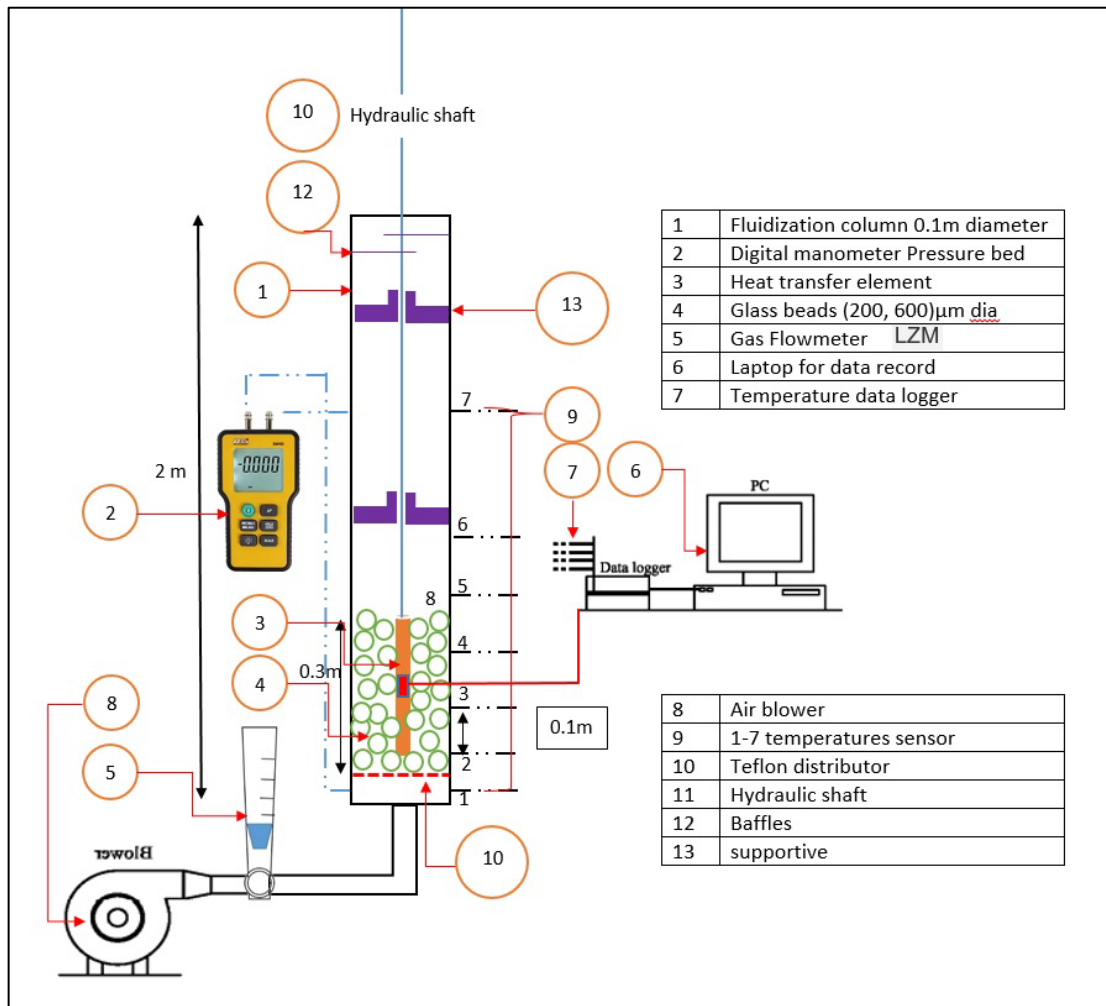 10 Hydraulic shaft
12
1
13
7
9
7
6
PC
2 m
-0.000
2
6
Data logger
5
8
3
4
0.3m
4
3
8
0.1m
5
2
1
10
Blower
1 Fluidization column 0.1m diameter
2 Digital manometer Pressure bed
3 Heat transfer element
4 Glass beads (200, 600)µm dia
5 Gas Flowmeter LZM
6 Laptop for data record
7 Temperature data logger
8 Air blower
9 1-7 temperatures sensor
10 Teflon distributor
11 Hydraulic shaft
12 Baffles
13 supportive